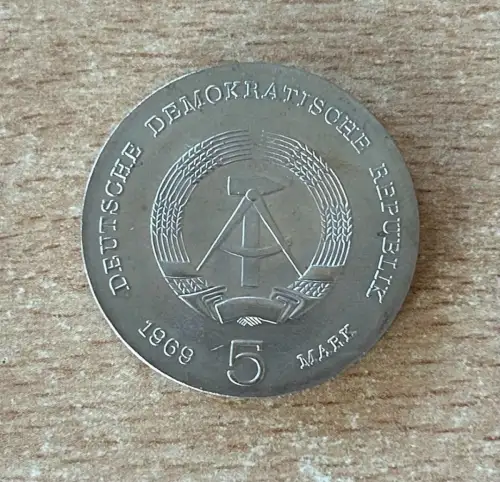 DEUTSCHE DEMOKRATISCHE REPUBLIK
1969 5 MARK